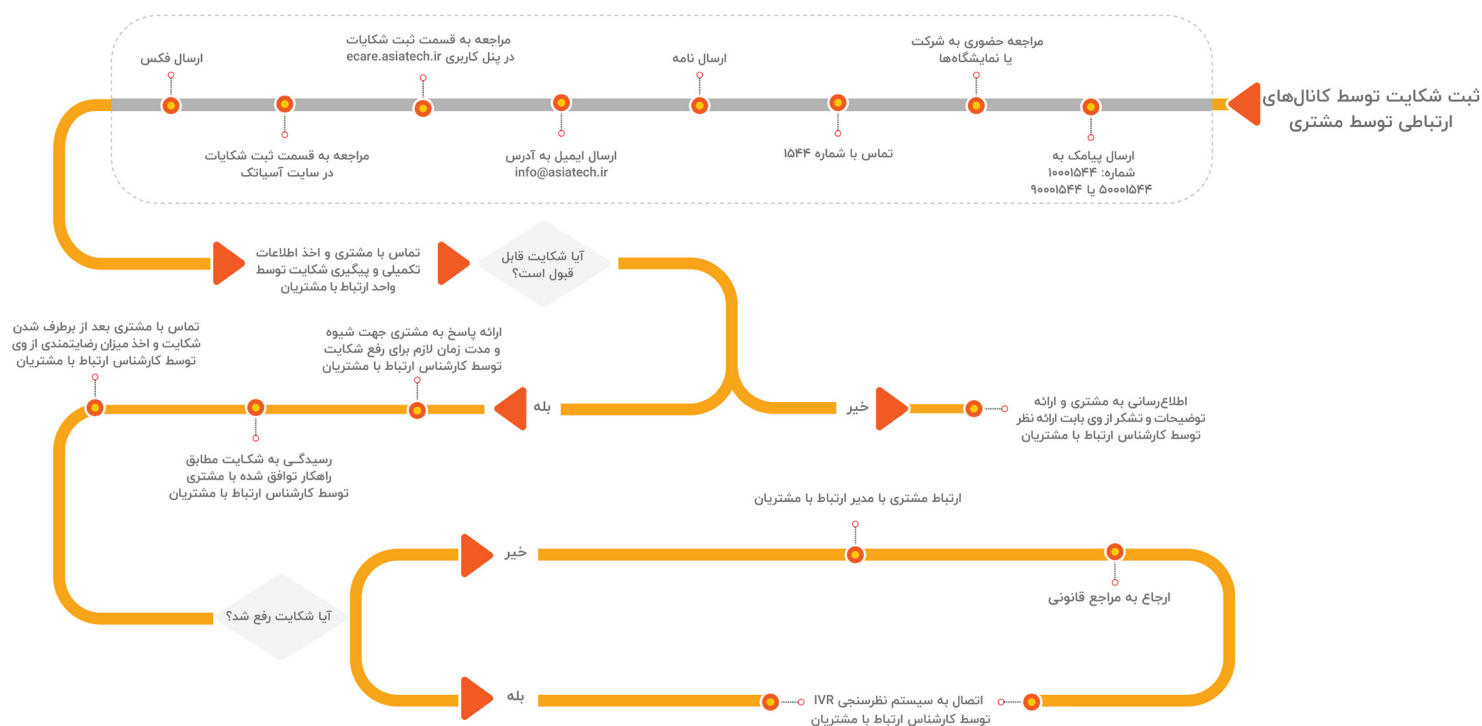 ثبت شکایت توسط کانال‌های
ارتباطی توسط مشتری
ارسال پیامک به
شماره: ۱۰۰۰۱۵۴۴
۵۰۰۰۱۵۴۴ یا ۹۰۰۰۱۵۴۴
مراجعه حضوری به شرکت
یا نمایشگاه‌ها
تماس با شماره ۱۵۴۴
ارسال نامه
ارسال ایمیل به آدرس
info@asiatech.ir
مراجعه به قسمت ثبت شکایات
در پنل کاربری ecare.asiatech.ir
مراجعه به قسمت ثبت شکایات
در سایت آسیاتک
ارسال فکس
تماس با مشتری و اخذ اطلاعات
تکمیلی و پیگیری شکایت توسط
واحد ارتباط با مشتریان
آیا شکایت قابل
قبول است؟
خیر
اطلاع‌رسانی به مشتری و ارائه
توضیحات و تشکر از وی بابت ارائه نظر
توسط کارشناس ارتباط با مشتریان
بله
ارائه پاسخ به مشتری جهت شیوه
و مدت زمان لازم برای رفع شکایت
توسط کارشناس ارتباط با مشتریان
رسیدگی به شکایت مطابق
راهکار توافق شده با مشتری
توسط کارشناس ارتباط با مشتریان
تماس با مشتری بعد از برطرف شدن
شکایت و اخذ میزان رضایتمندی از وی
توسط کارشناس ارتباط با مشتریان
آیا شکایت رفع شد؟
خیر
ارتباط مشتری با مدیر ارتباط با مشتریان
ارجاع به مراجع قانونی
بله
اتصال به سیستم نظرسنجی IVR
توسط کارشناس ارتباط با مشتریان